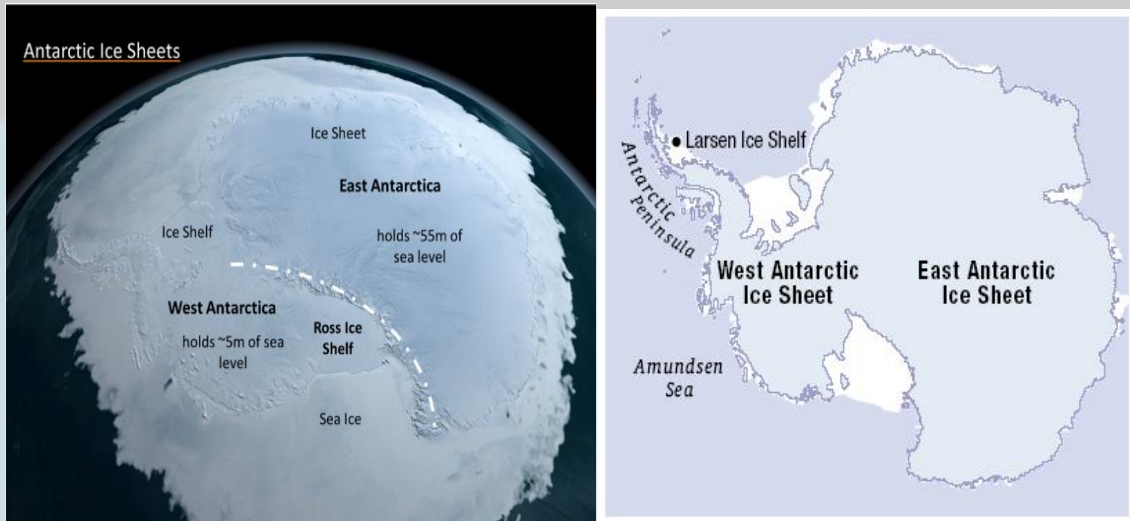 Antarctic Ice Sheets
Ice Sheet
East Antarctica
holds ~55m of
sea level
Ice Shelf
West Antarctica
holds ~5m of sea
level
Ross Ice
Shelf
Sea Ice
Larsen Ice Shelf
Antarctic
Peninsula
West Antarctic
Ice Sheet
East Antarctic
Ice Sheet
Amundsen
Sea